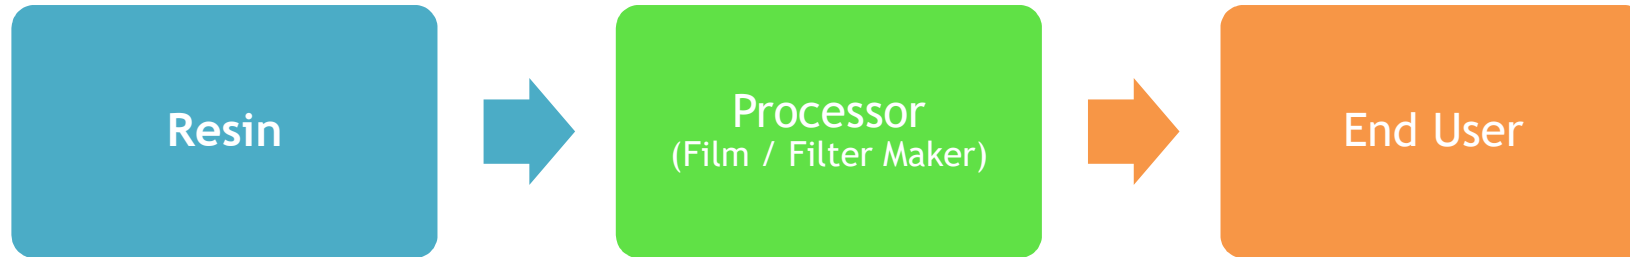 Resin
Processor
(Film / Filter Maker)
End User